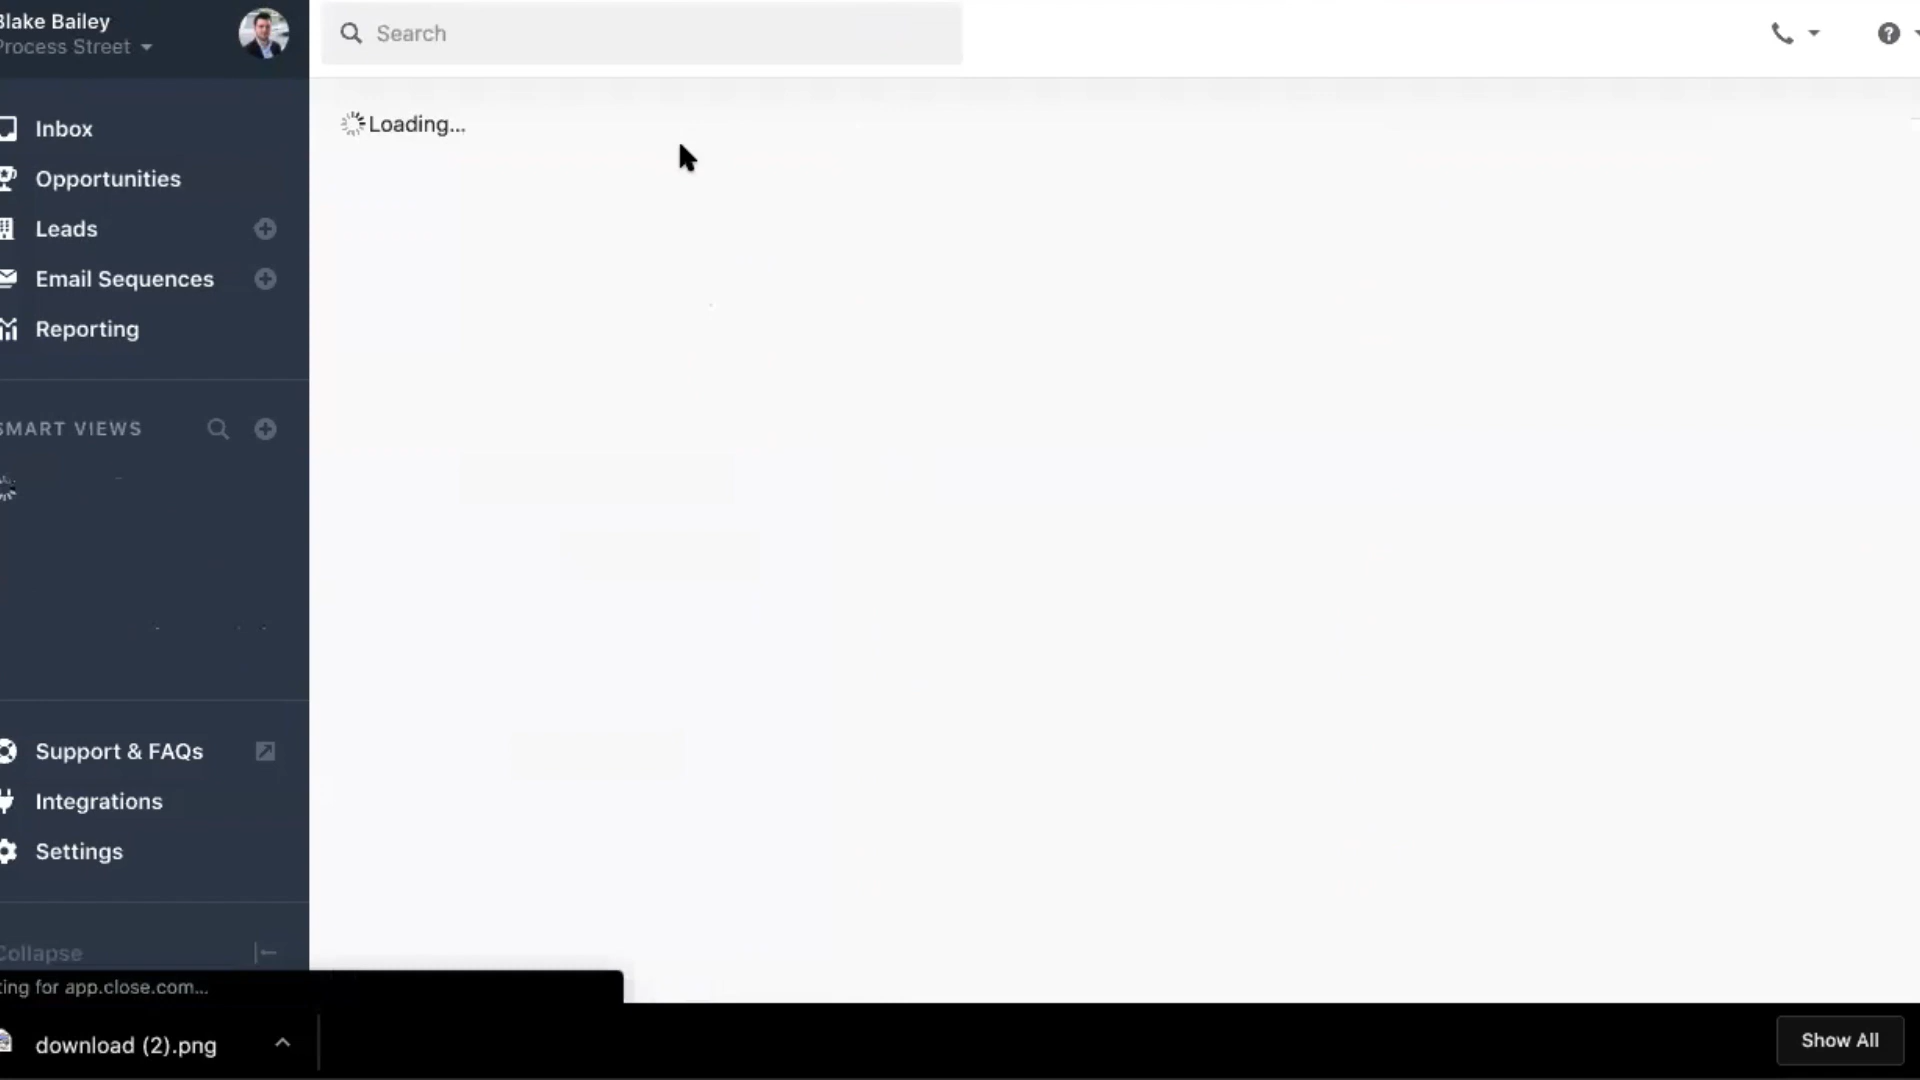 Blake Bailey
Process Street
Search
Loading...
Inbox
Opportunities
Leads
Email Sequences
Reporting
SMART VIEWS
Support & FAQs
Integrations
Settings
Collapse
ting for app.close.com...
download (2).png
Show All